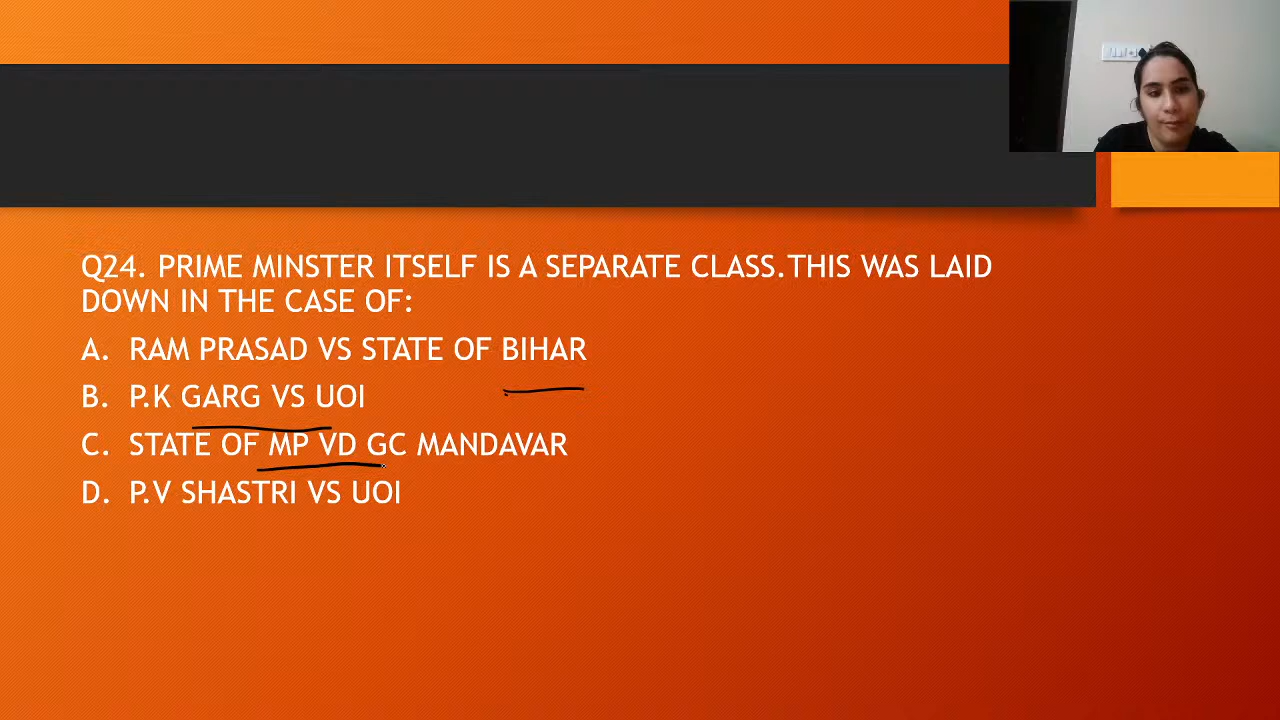 Q24. PRIME MINSTER ITSELF IS A SEPARATE CLASS.THIS WAS LAID
DOWN IN THE CASE OF:
A. RAM PRASAD VS STATE OF BIHAR
B. P.K GARG VS UOI
C. STATE OF MP VD GC MANDAVAR
D. P.V SHASTRI VS UOI